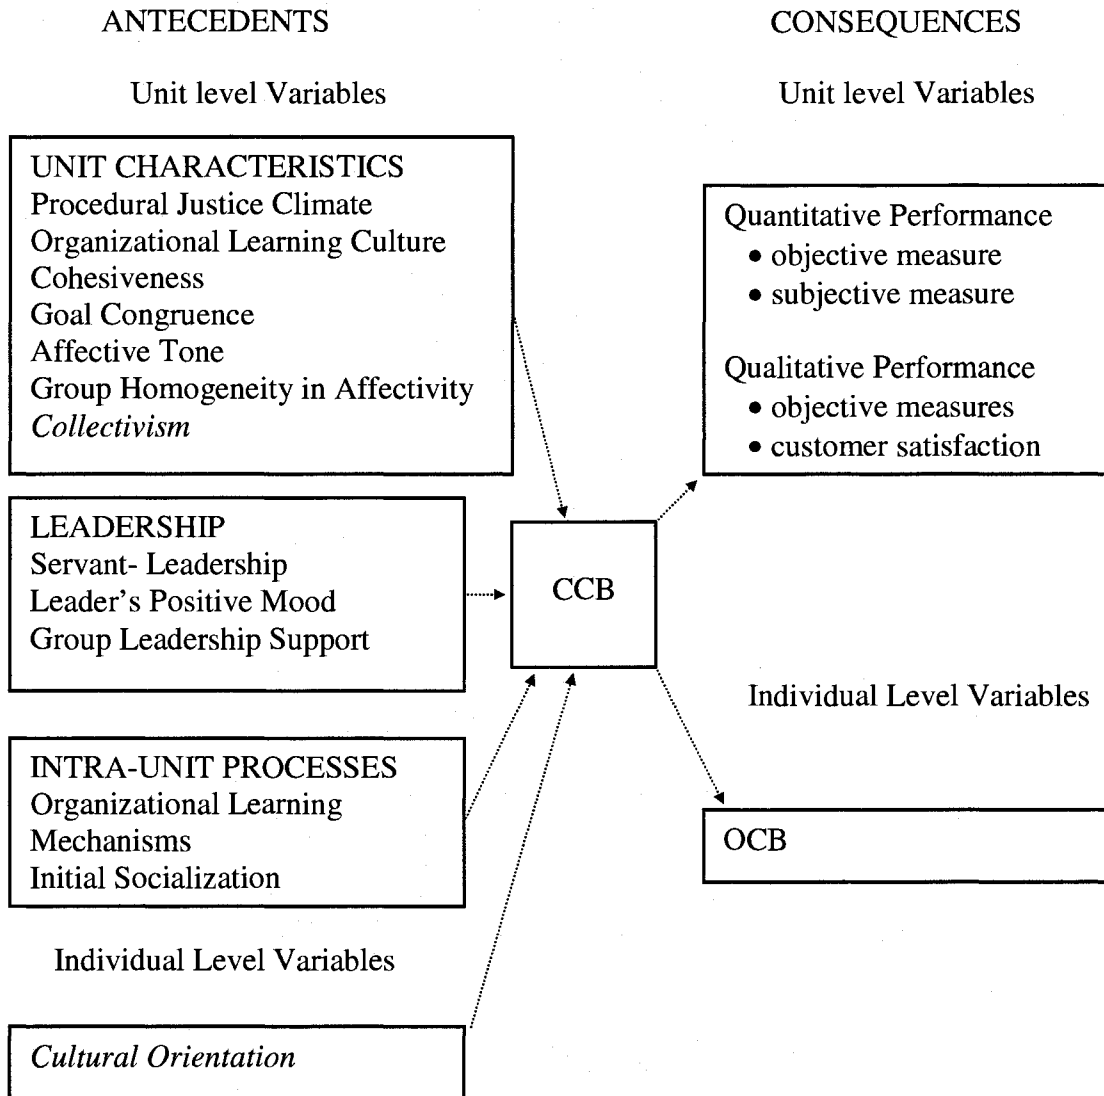 ANTECEDENTS
Unit level Variables
UNIT CHARACTERISTICS
Procedural Justice Climate
Organizational Learning Culture
Cohesiveness
Goal Congruence
Affective Tone
Group Homogeneity in Affectivity
Collectivism
LEADERSHIP
Servant- Leadership
Leader's Positive Mood
Group Leadership Support
INTRA-UNIT PROCESSES
Organizational Learning
Mechanisms
Initial Socialization
Individual Level Variables
Cultural Orientation
CCB
CONSEQUENCES
Unit level Variables
Quantitative Performance
• objective measure
• subjective measure
Qualitative Performance
• objective measures
• customer satisfaction
Individual Level Variables
OCB